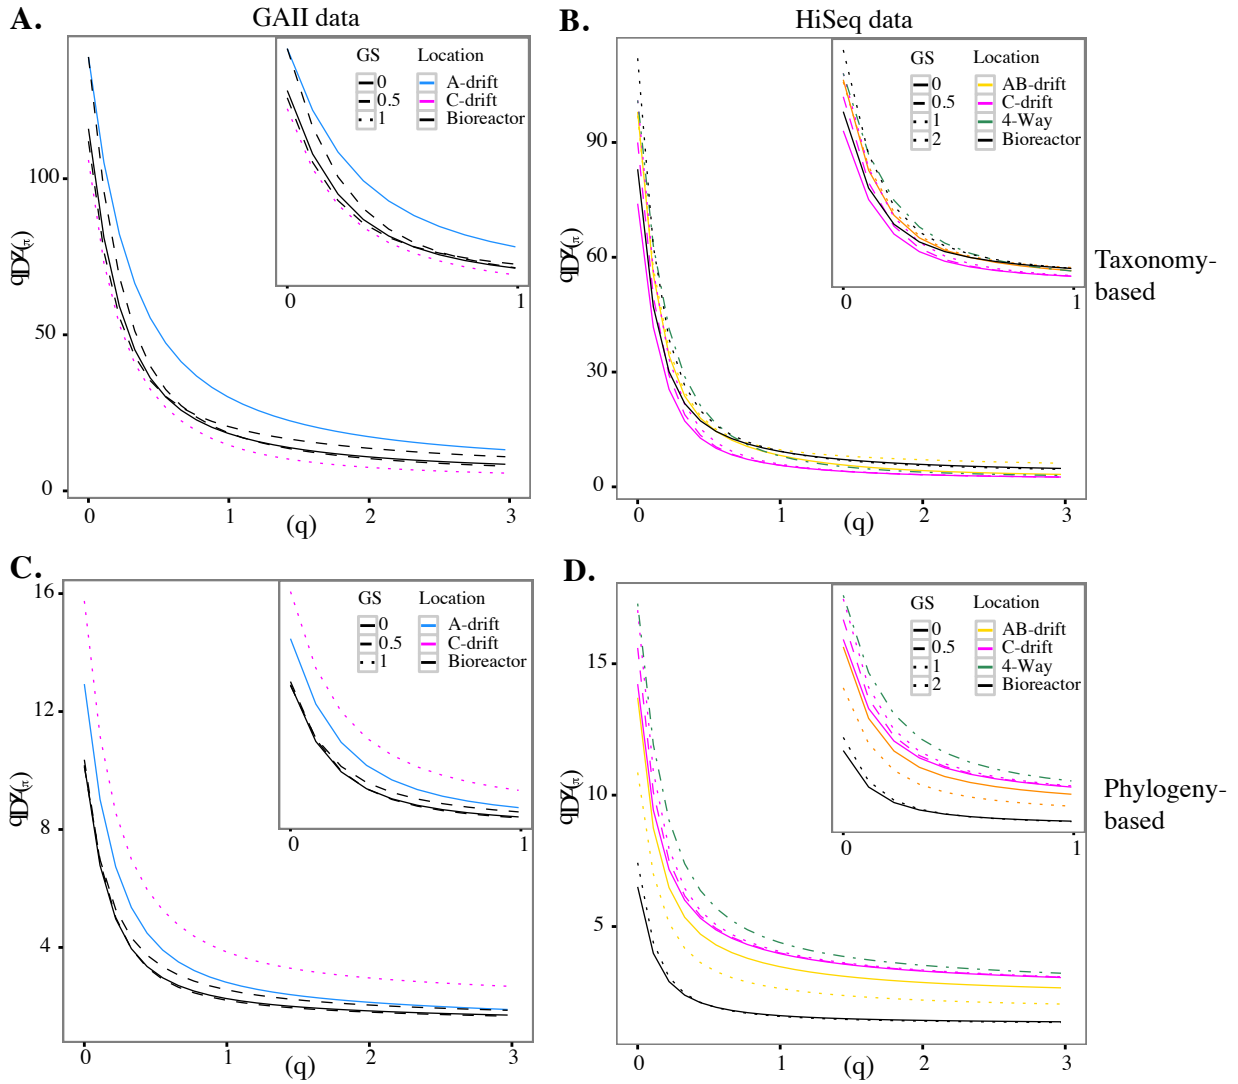 A.
GAII data
B.
HiSeq data
GS
Location
0
A-drift
0.5
C-drift
1
Bioreactor
0
1
100
50
0
0
1
2
3
(q)
GS
Location
0
AB-drift
0.5
C-drift
1
4-Way
2
Bioreactor
0
1
90
60
30
0
qDZ(π)
0
1
2
3
(q)
qDZ(π)
Taxonomy-
based
C.
D.
GS
Location
0
A-drift
0.5
C-drift
1
Bioreactor
0
1
16
12
8
4
qDZ(π)
0
1
2
3
(q)
GS
Location
0
AB-drift
0.5
C-drift
1
4-Way
2
Bioreactor
0
1
15
10
5
qDZ(π)
0
1
2
3
(q)
Phylogeny-
based